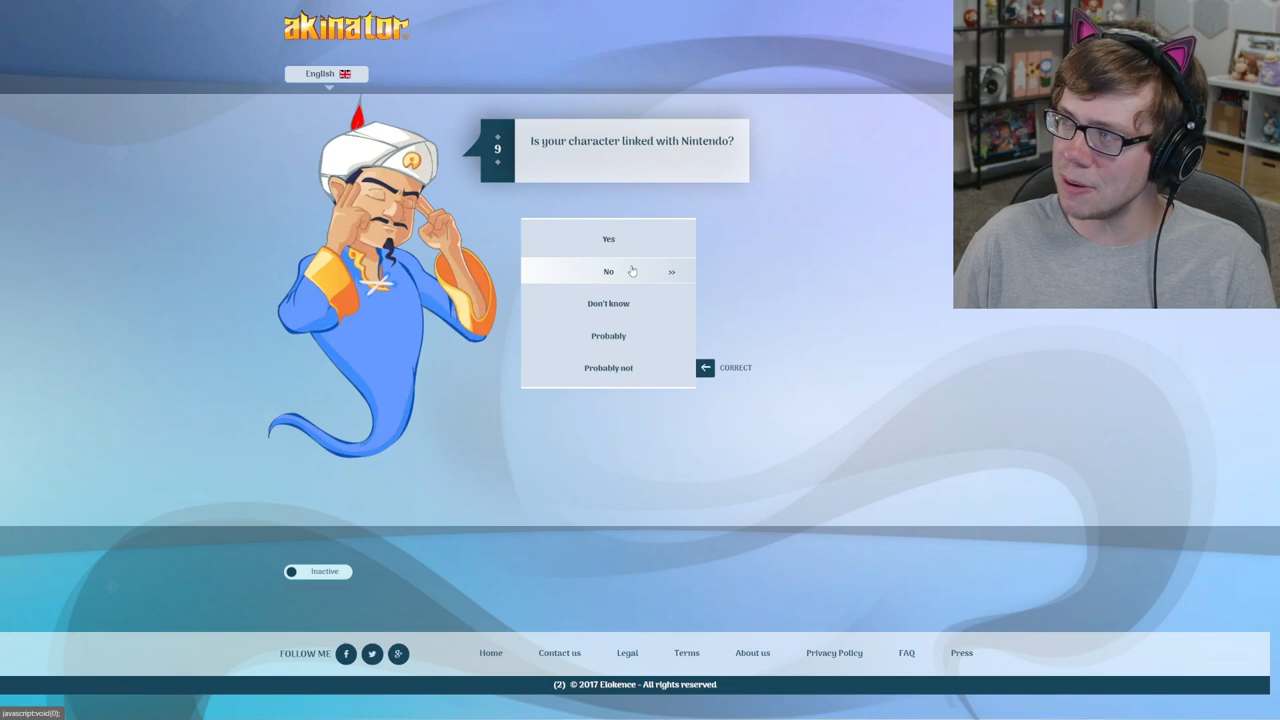 akinator
English
9
Is your character linked with Nintendo?
Yes
No >>
Don't know
Probably
Probably not
CORRECT
Inactive
FOLLOW ME
Home
Contact us
Legal
Terms
About us
Privacy Policy
FAQ
Press
(2) © 2017 Elokence - All rights reserved
javascript:void(0);